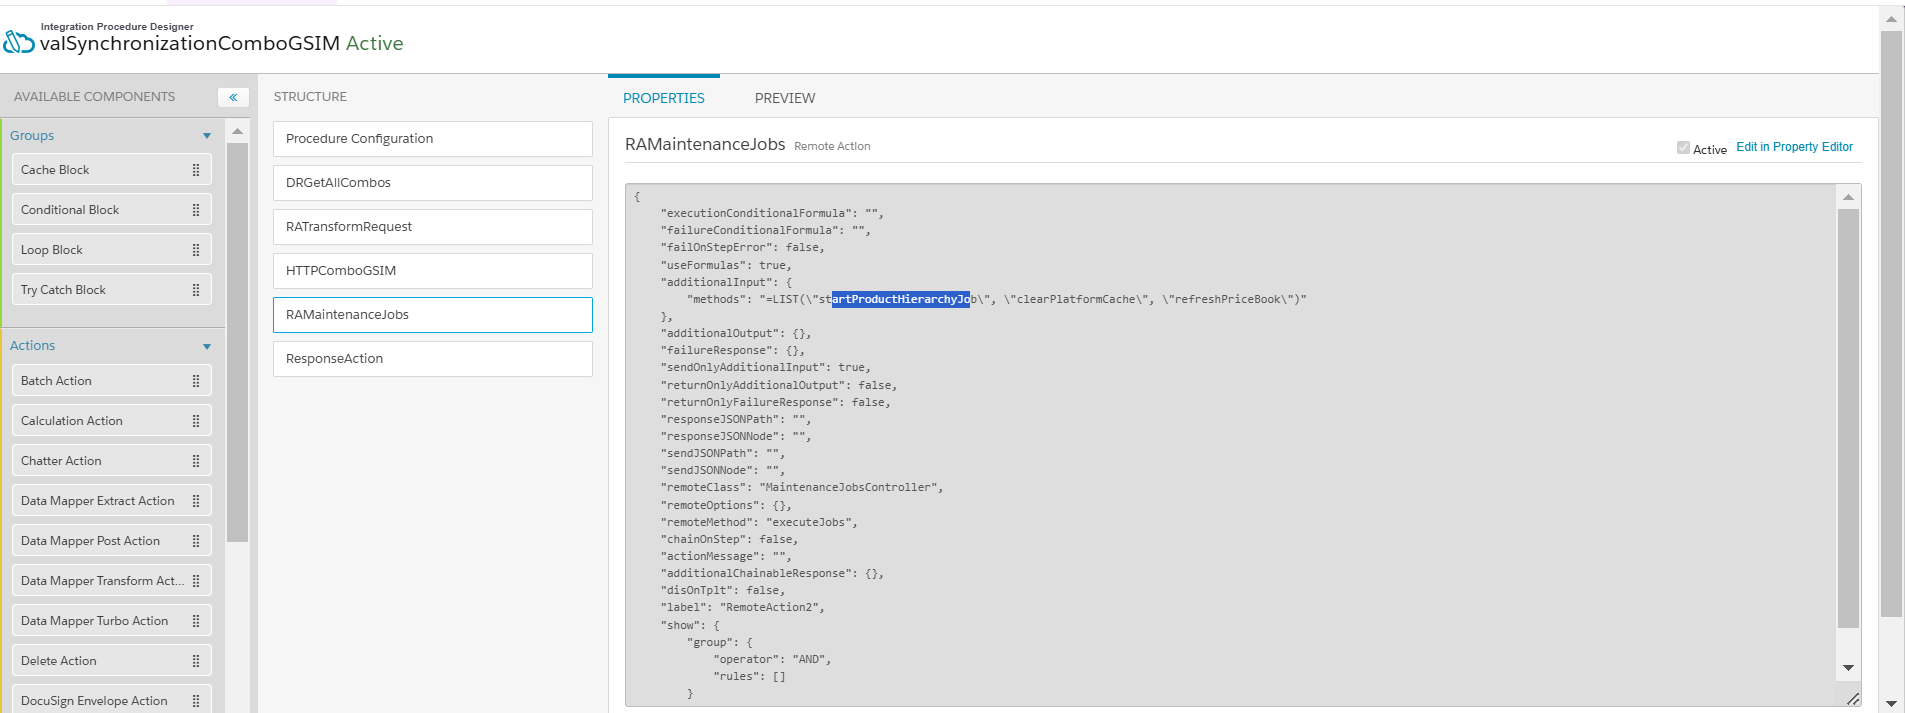 Integration Procedure Designer
valSynchronizationComboGSIM Active
AVAILABLE COMPONENTS
«
Groups
Cache Block
Conditional Block
Loop Block
Try Catch Block
Actions
Batch Action
Calculation Action
Chatter Action
Data Mapper Extract Action
Data Mapper Post Action
Data Mapper Transform Act...
Data Mapper Turbo Action
Delete Action
DocuSign Envelope Action
STRUCTURE
Procedure Configuration
DRGetAllCombos
RATransformRequest
HTTPComboGSIM
RAMaintenanceJobs
ResponseAction
PROPERTIES
PREVIEW
RAMaintenanceJobs Remote Action
Active Edit in Property Editor
{
"executionConditionalFormula": "",
"failureConditionalFormula": "",
"failOnStepError": false,
"useFormulas": true,
"additionalInput": {
"methods": "=LIST(\"startProductHierarchyJob\", \"clearPlatformCache\", \"refreshPriceBook\")"
},
"additionalOutput": {},
"failureResponse": {},
"sendOnlyAdditionalInput": true,
"returnOnlyAdditionalOutput": false,
"returnOnlyFailureResponse": false,
"responseJSONPath": "",
"responseJSONNode": "",
"sendJSONPath": "",
"sendJSONNode": "",
"remoteClass": "MaintenanceJobsController",
"remoteOptions": {},
"remoteMethod": "executeJobs",
"chainOnStep": false,
"actionMessage": "",
"additionalChainableResponse": {},
"disOnTplt": false,
"label": "RemoteAction2",
"show": {
"group": {
"operator": "AND",
"rules": []
}